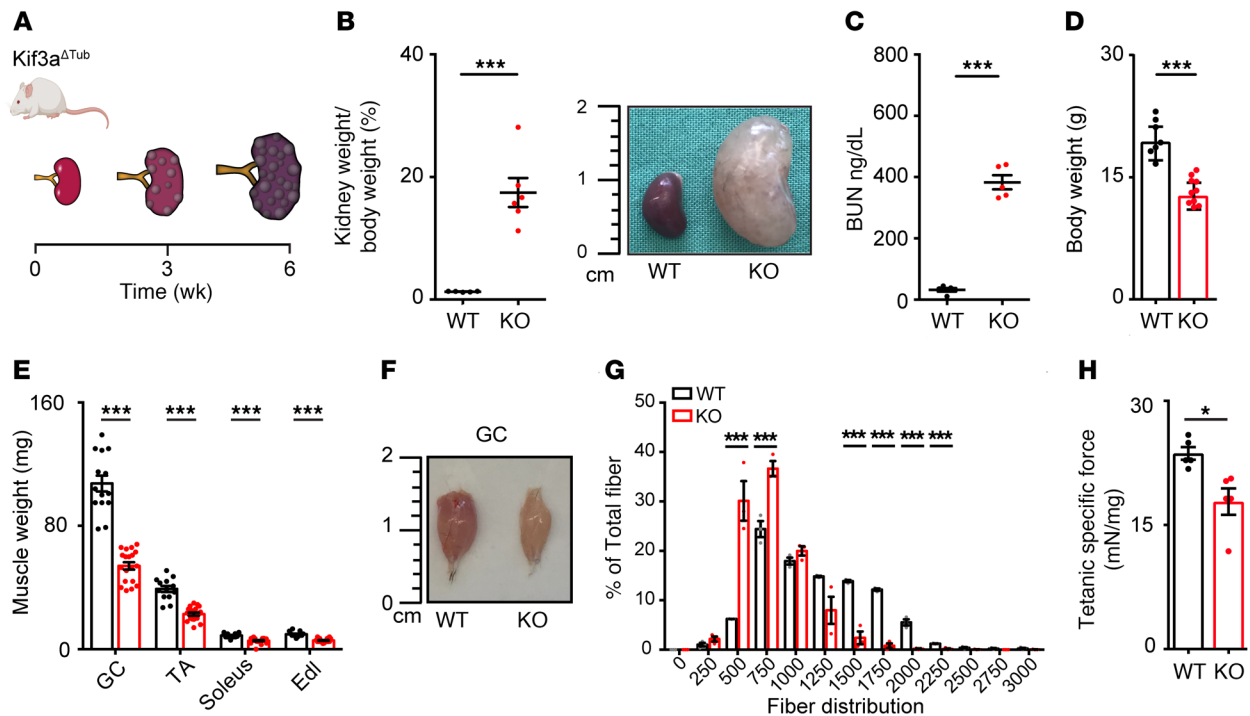 A
Kif3aΔTub
0
3
6
Time (wk)
B
Kidney weight/
body weight (%)
40
20
0
***
WT
KO
2
1
0
cm
WT
KO
C
BUN ng/dL
800
600
400
200
0
***
WT
KO
D
Body weight (g)
30
15
0
***
WT KO
E
Muscle weight (mg)
160
80
0
*** *** *** ***
GC
TA
Soleus
Edl
F
GC
2
1
0
cm
WT
KO
G
WT
KO
% of Total fiber
50
40
30
20
10
0
*** *** *** *** *** ***
0 250 500 750 1000 1250 1500 1750 2000 2250 2500 2750 3000
Fiber distribution
H
Tetanic specific force
(mN/mg)
30
15
0
*
WT KO